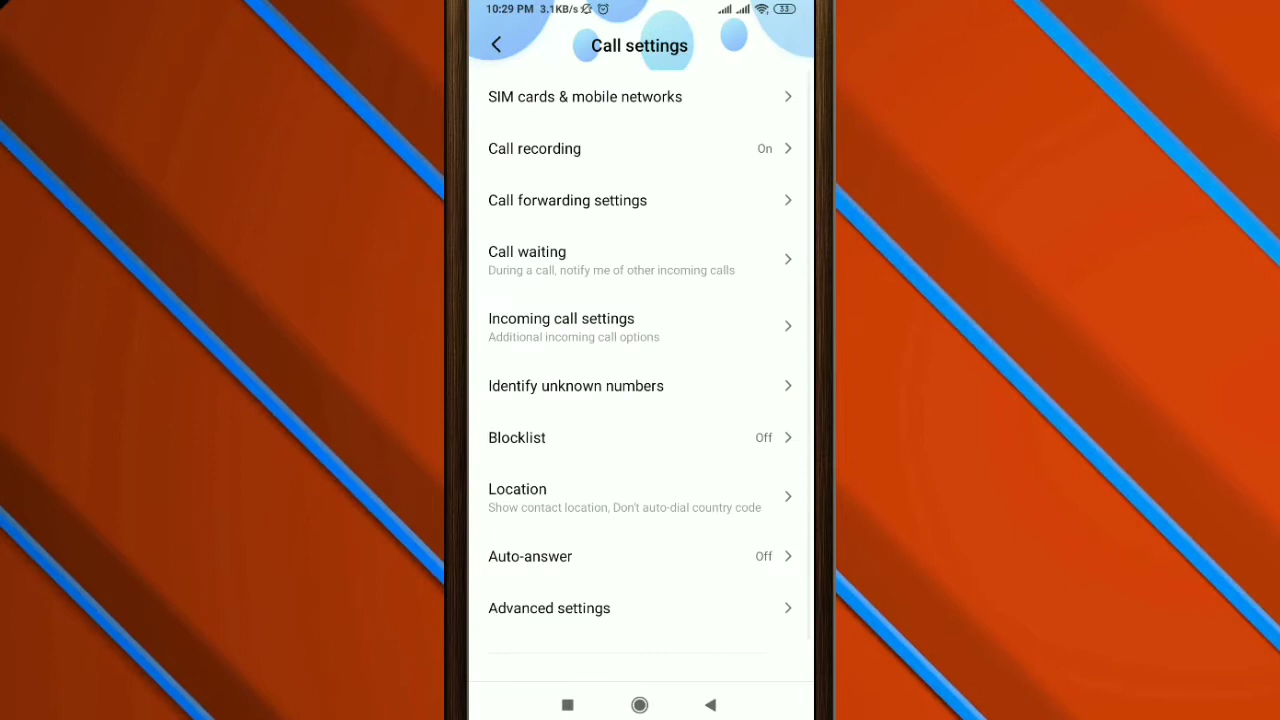 10:29 PM 3.1KB/s 33
Call settings
SIM cards & mobile networks
Call recording On
Call forwarding settings
Call waiting
During a call, notify me of other incoming calls
Incoming call settings
Additional incoming call options
Identify unknown numbers
Blocklist Off
Location
Show contact location, Don't auto-dial country code
Auto-answer Off
Advanced settings